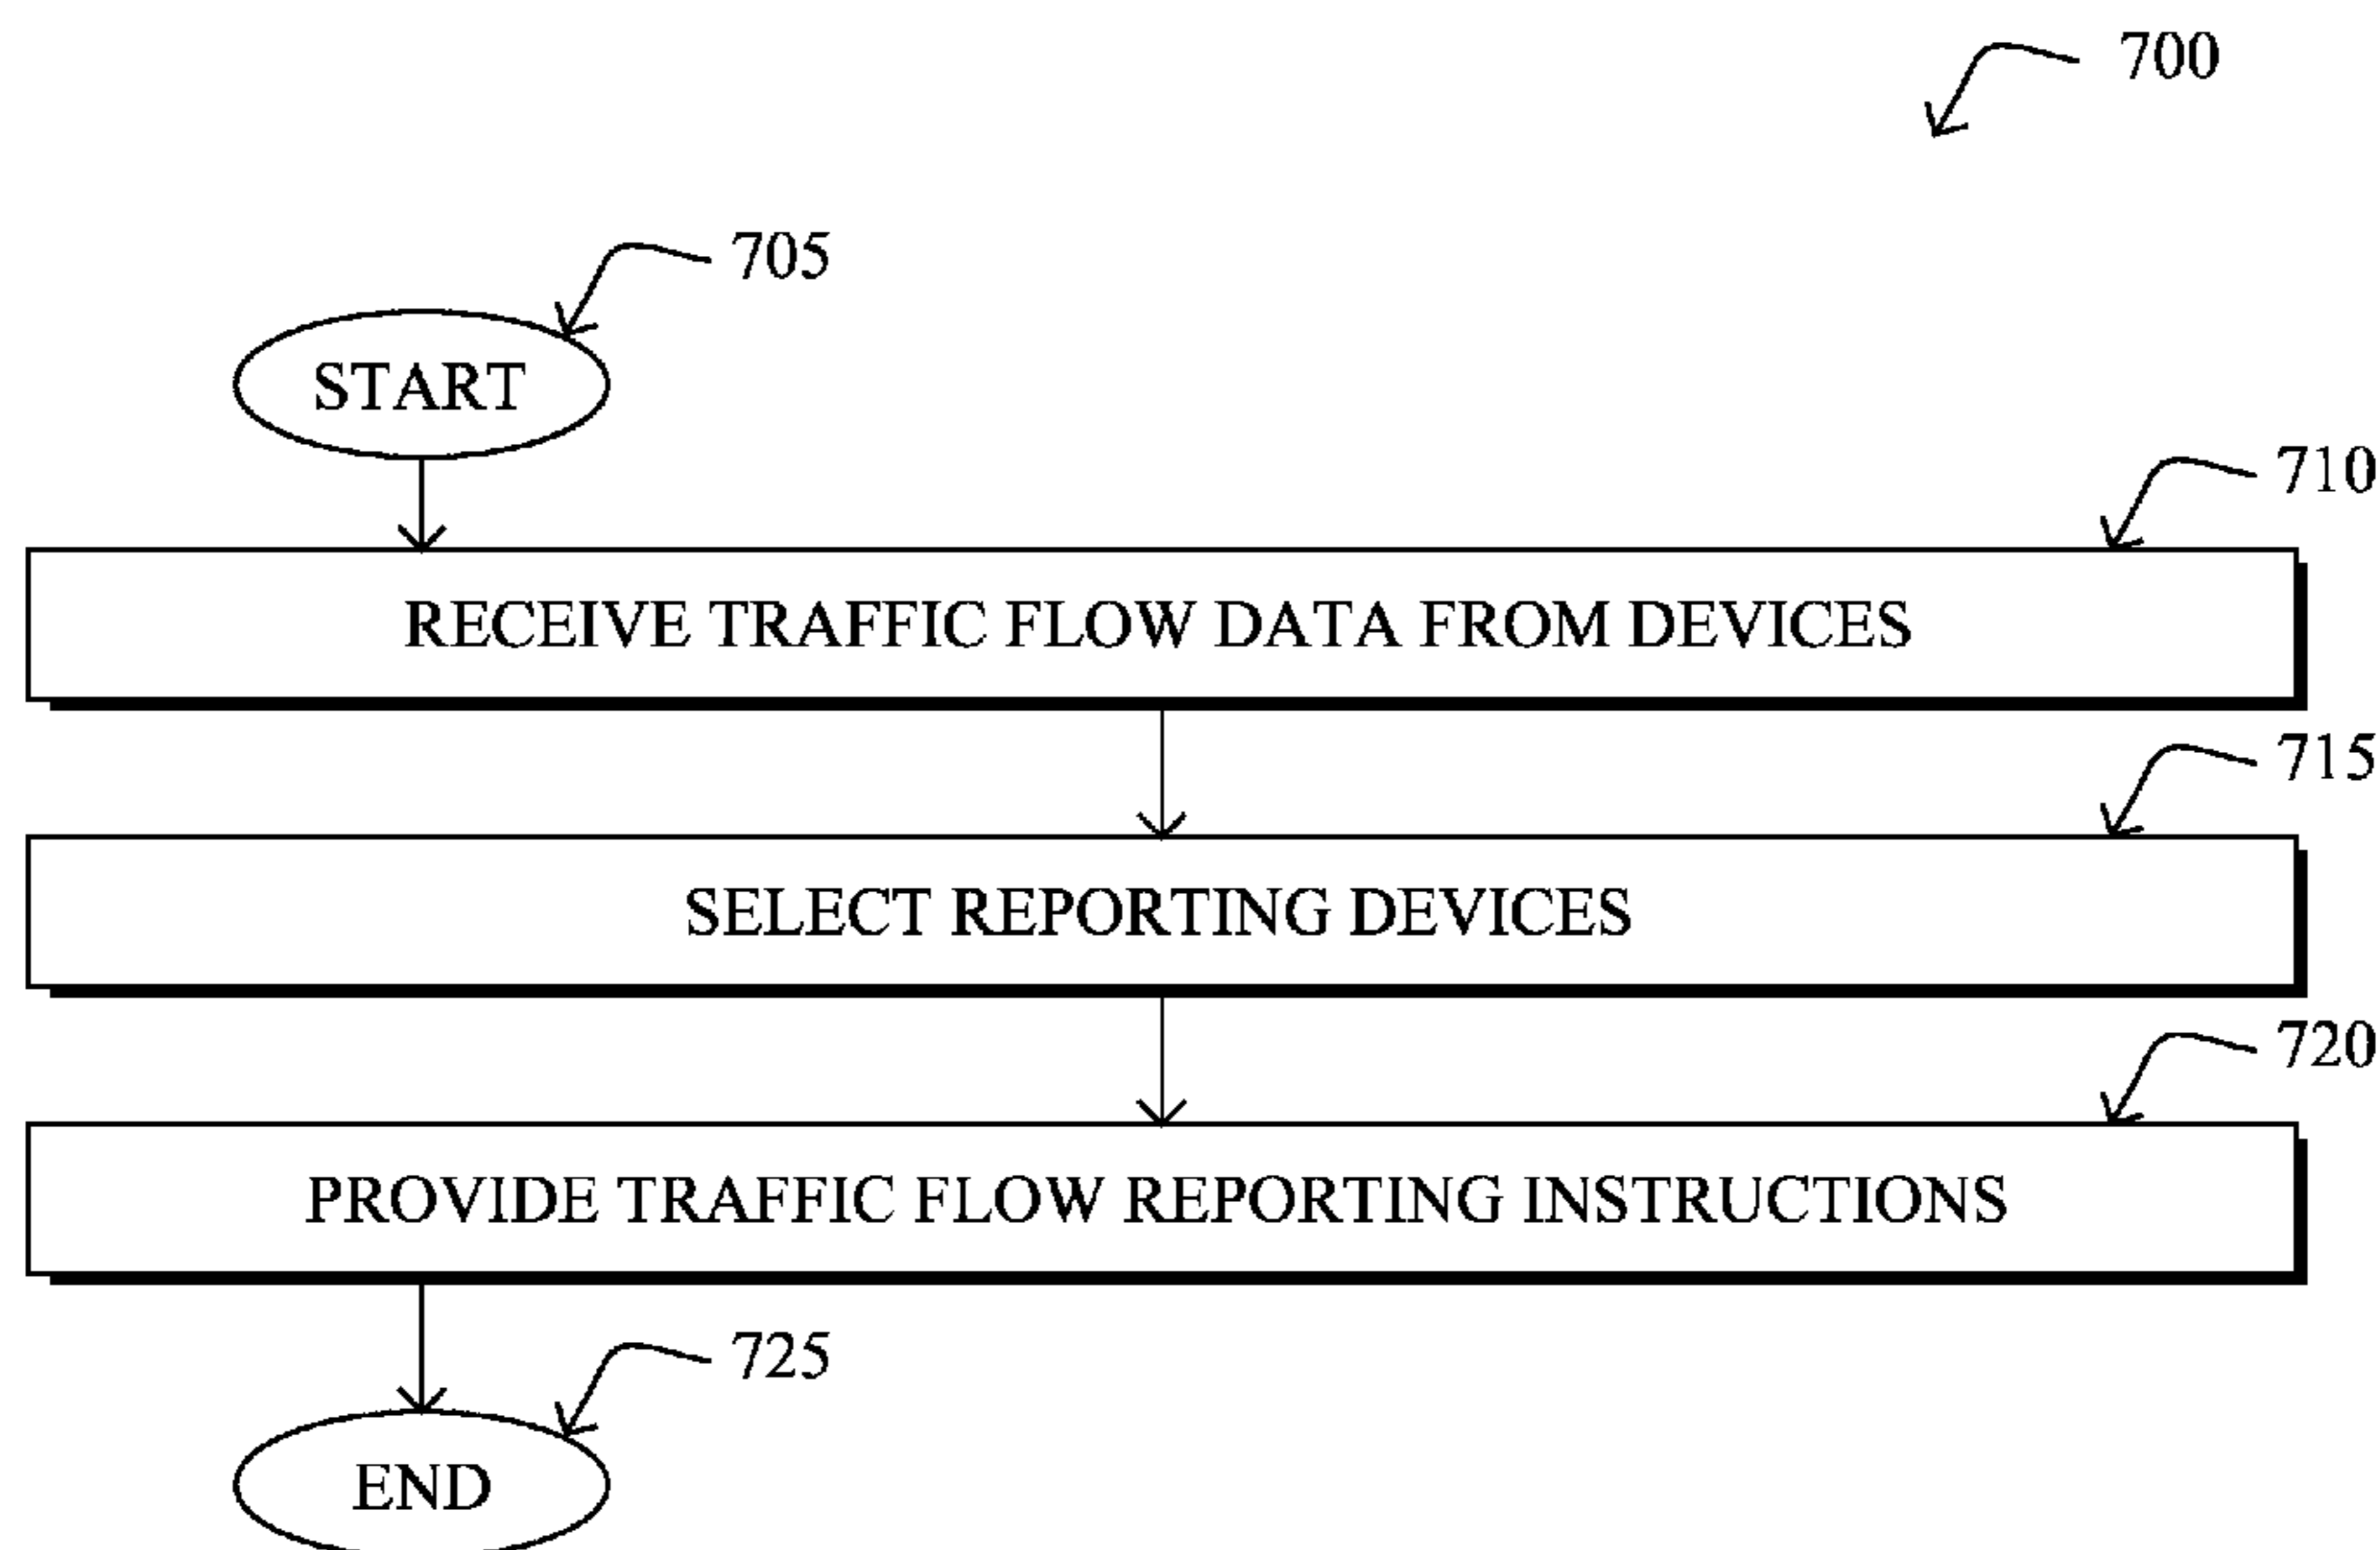 700
705
START
710
RECEIVE TRAFFIC FLOW DATA FROM DEVICES
715
SELECT REPORTING DEVICES
720
PROVIDE TRAFFIC FLOW REPORTING INSTRUCTIONS
725
END